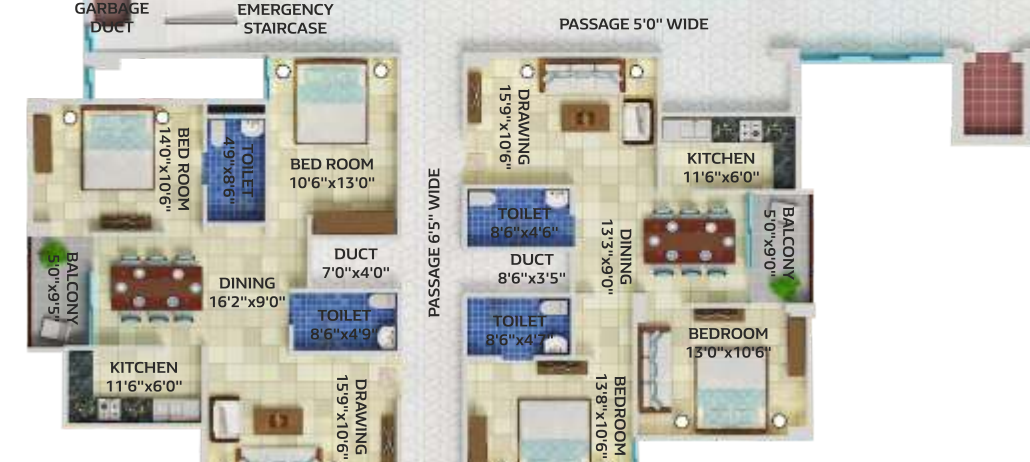 GARBAGE
DUCT
EMERGENCY
STAIRCASE
PASSAGE 5'0" WIDE
BED ROOM
14'0"x10'6"
TOILET
4'9"x8'6"
BED ROOM
10'6"x13'0"
DUCT
7'0"x4'0"
DINING
16'2"x9'0"
BALCONY
5'0"x9'5"
TOILET
8'6"x4'9"
KITCHEN
11'6"x6'0"
DRAWING
15'9"x10'6"
PASSAGE 6'5" WIDE
DRAWING
15'9"x10'6"
KITCHEN
11'6"x6'0"
TOILET
8'6"x4'6"
DINING
13'3"x9'0"
BALCONY
5'0"x9'0"
DUCT
8'6"x3'5"
TOILET
8'6"x4'7"
BEDROOM
13'0"x10'6"
BEDROOM
13'8"x10'6"